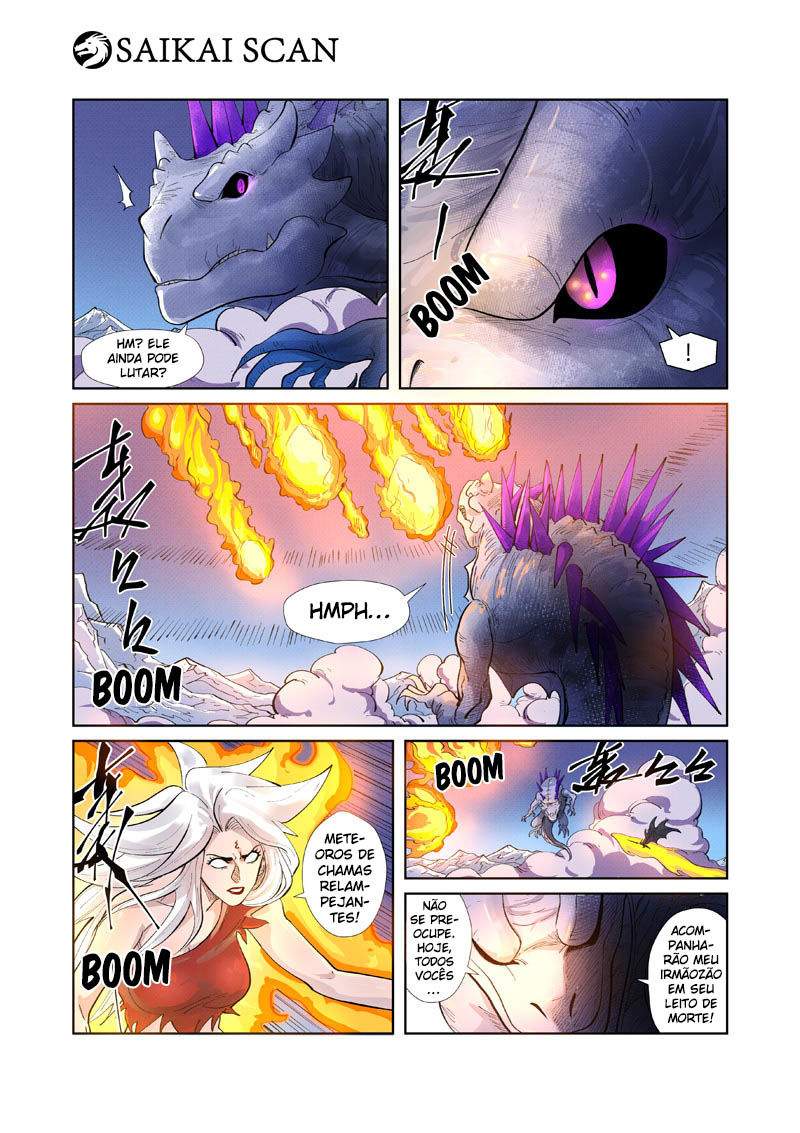 SAIKAI SCAN
HM? ELE
AINDA PODE
LUTAR?
BOOM
!
HMPH...
BOOM
METE-
OROS DE
CHAMAS
RELAM-
PEJAN-
TES!
BOOM
BOOM
NÃO
SE PRE-
OCUPE.
HOJE,
TODOS
VOCÊS
...
ACOM-
PANHA-
RÃO MEU
IRMÃOZÃO
EM SEU
LEITO DE
MORTE!